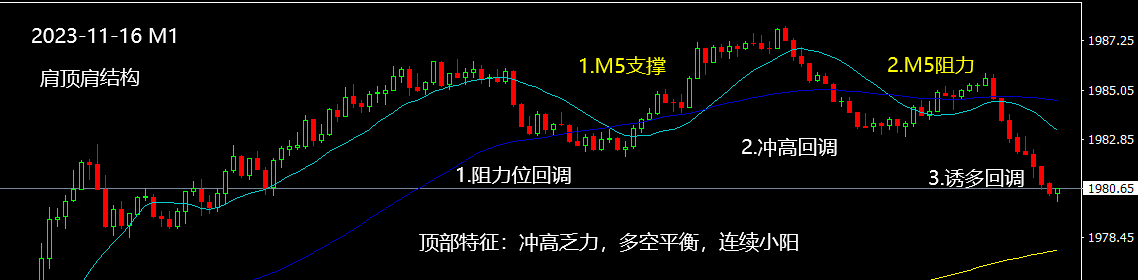 2023-11-16 M1
肩顶肩结构
1.M5支撑
2.M5阻力
1.阻力位回调
2.冲高回调
3.诱多回调
顶部特征：冲高乏力，多空平衡，连续小阳
1987.25
1985.05
1982.85
1980.65
1978.45